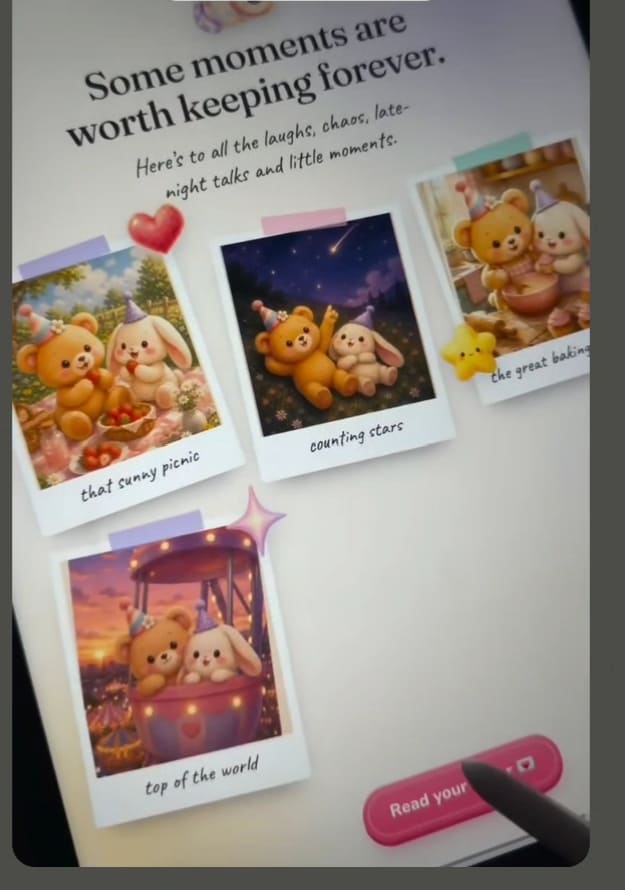 Some moments are
worth keeping forever.
Here's to all the laughs, chaos, late-
night talks and little moments.
that sunny picnic
counting stars
the great baking
top of the world
Read your